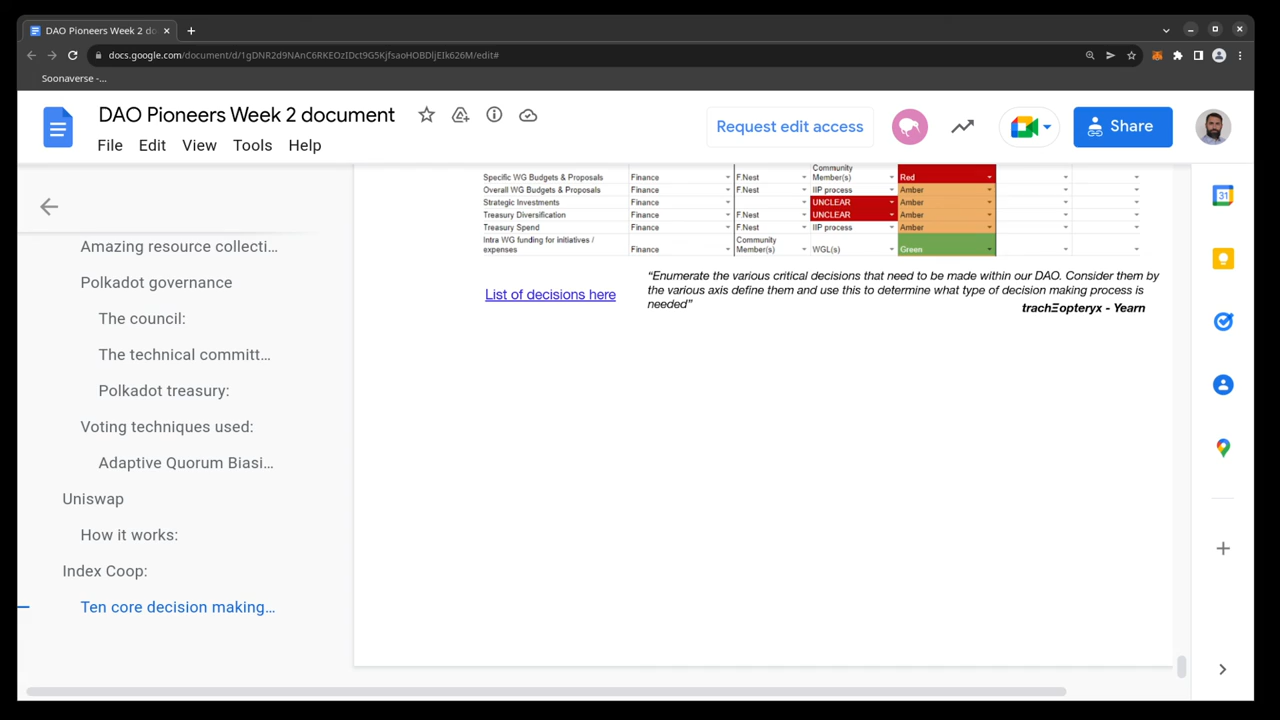 DAO Pioneers Week 2 do
docs.google.com/document/d/1gDNR2d9NAnC6RKEOzIDct9G5KjfsaoHOBDljEIk626M/edit#
Soonaverse -...
DAO Pioneers Week 2 document
Request edit access
Share
File Edit View Tools Help
31
Amazing resource collecti...
Polkadot governance
The council:
The technical committ...
Polkadot treasury:
Voting techniques used:
Adaptive Quorum Biasi...
Uniswap
How it works:
Index Coop:
Ten core decision making...
Community
Specific WG Budgets & Proposals Finance F.Nest Member(s) Red
Overall WG Budgets & Proposals Finance F.Nest IIP process Amber
Strategic Investments Finance UNCLEAR Amber
Treasury Diversification Finance F.Nest UNCLEAR Amber
Treasury Spend Finance F.Nest IIP process Amber
Intra WG funding for initiatives / Community
expenses Finance Member(s) WGL(s) Green
List of decisions here
“Enumerate the various critical decisions that need to be made within our DAO. Consider them by
the various axis define them and use this to determine what type of decision making process is
needed”
trachΞopteryx - Yearn